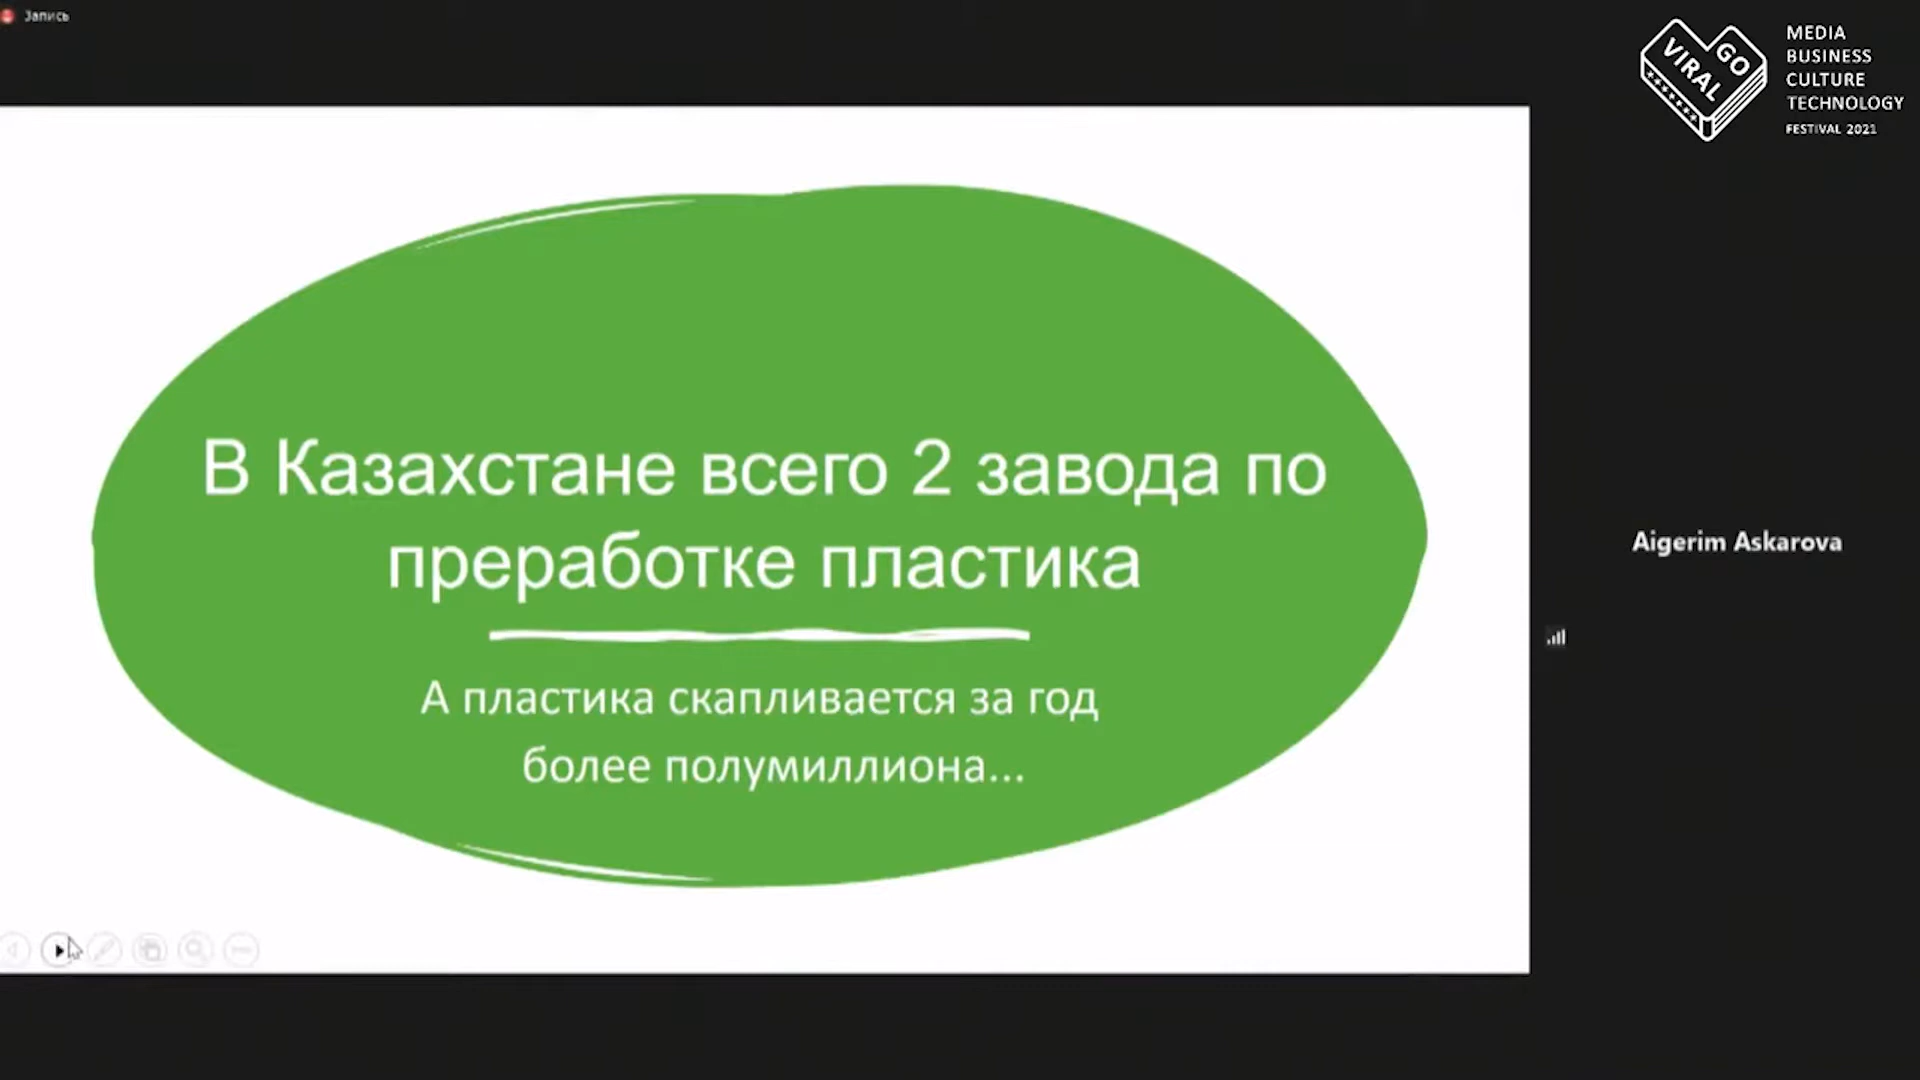 Запись
VIRAL
GO
MEDIA
BUSINESS
CULTURE
TECHNOLOGY
FESTIVAL 2021
В Казахстане всего 2 завода по
преработке пластика
А пластика скапливается за год
более полумиллиона...
Aigerim Askarova